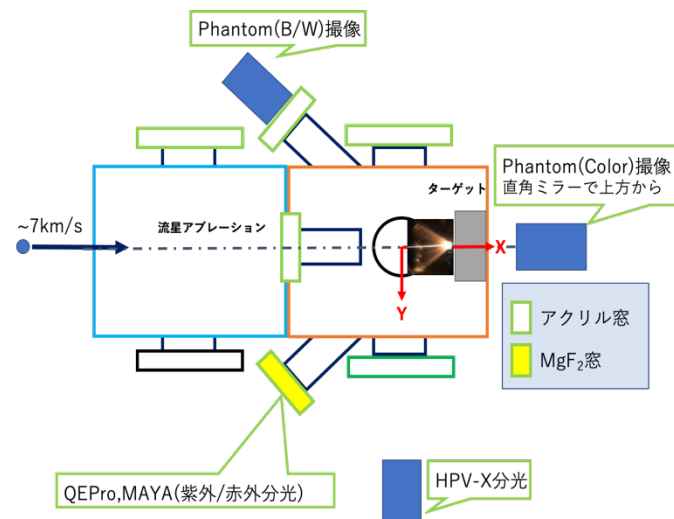 Phantom(B/W)撮像
Phantom(Color)撮像
直角ミラーで上方から
ターゲット
~7km/s
流星アブレーション
X
Y
アクリル窓
MgF₂窓
QEPro,MAYA(紫外/赤外分光)
HPV-X分光